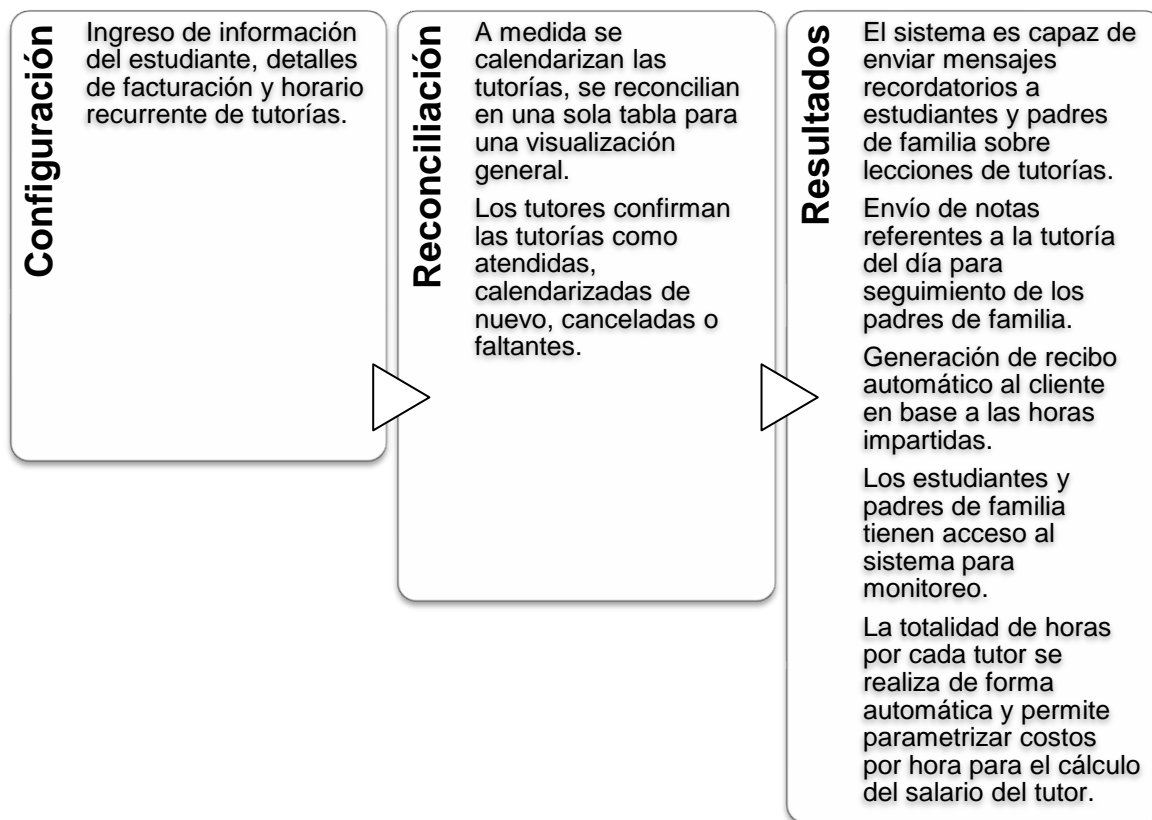 Configuración
Ingreso de información
del estudiante, detalles
de facturación y horario
recurrente de tutorías.
Reconciliación
A medida se
calendarizan las
tutorías, se reconcilian
en una sola tabla para
una visualización
general.
Los tutores confirman
las tutorías como
atendidas,
calendarizadas de
nuevo, canceladas o
faltantes.
Resultados
El sistema es capaz de
enviar mensajes
recordatorios a
estudiantes y padres
de familia sobre
lecciones de tutorías.
Envío de notas
referentes a la tutoría
del día para
seguimiento de los
padres de familia.
Generación de recibo
automático al cliente
en base a las horas
impartidas.
Los estudiantes y
padres de familia
tienen acceso al
sistema para
monitoreo.
La totalidad de horas
por cada tutor se
realiza de forma
automática y permite
parametrizar costos
por hora para el cálculo
del salario del tutor.